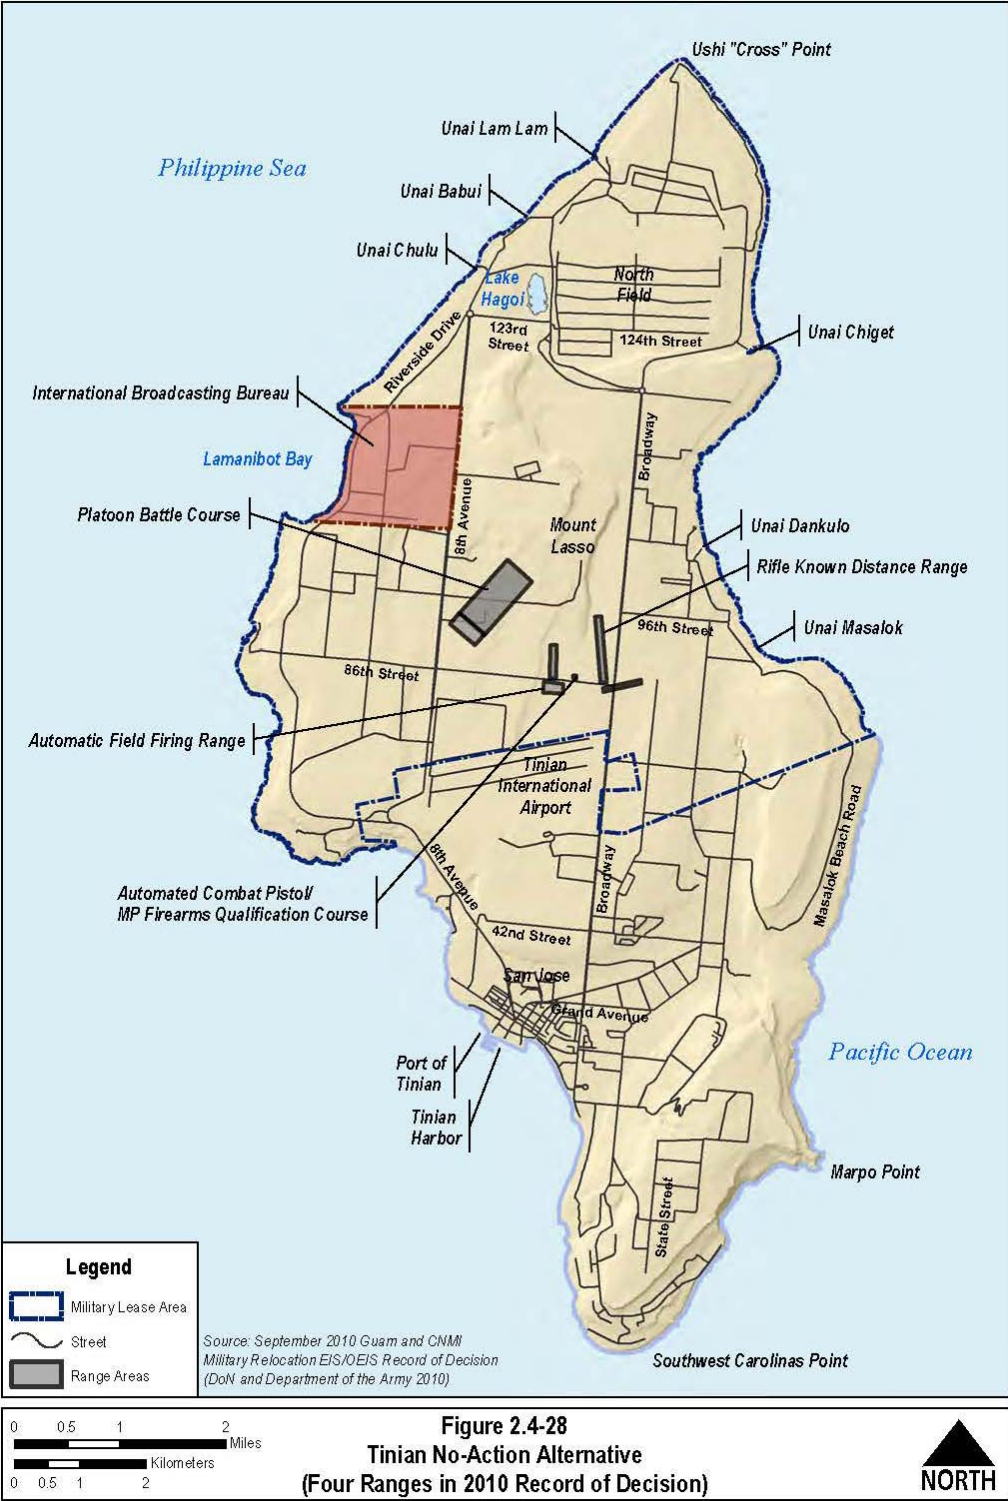 Ushi "Cross" Point
Unai Lam Lam
Philippine Sea
Unai Babui
Unai Chulu
Lake
Hagoi
North
Field
Riverside Drive
123rd
Street
124th Street
Unai Chiget
International Broadcasting Bureau
Broadway
Lamanibot Bay
8th Avenue
Platoon Battle Course
Mount
Lasso
Unai Dankulo
Rifle Known Distance Range
96th Street
Unai Masalok
86th Street
Automatic Field Firing Range
Tinian
International
Airport
Masalok Beach Road
8th Avenue
Broadway
Automated Combat Pistol/
MP Firearms Qualification Course
42nd Street
San Jose
Grand Avenue
Port of
Tinian
Pacific Ocean
Tinian
Harbor
Marpo Point
State Street
Southwest Carolinas Point
Legend
Military Lease Area
Street
Range Areas
Source: September 2010 Guam and CNMI
Military Relocation EIS/OEIS Record of Decision
(DoN and Department of the Army 2010)
0 0.5 1 2
Miles
Kilometers
0 0.5 1 2
Figure 2.4-28
Tinian No-Action Alternative
(Four Ranges in 2010 Record of Decision)
NORTH